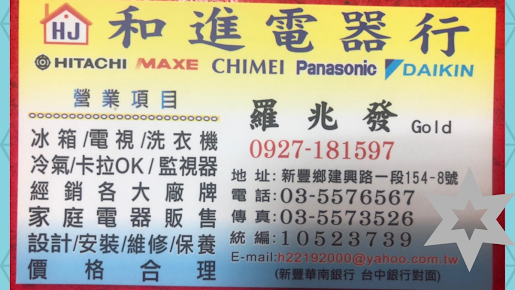 HJ 和進電器行
HITACHI MAXE CHIMEI Panasonic DAIKIN
營業項目
冰箱/電視/洗衣機
冷氣/卡拉OK/監視器
經銷各大廠牌
家庭電器販售
設計/安裝/維修/保養
價格合理
羅兆發 Gold
0927-181597
地址:新豐鄉建興路一段154-8號
電話:03-5576567
傳真:03-5573526
統編:10523739
E-mail:h22192000@yahoo.com.tw
(新豐華南銀行 台中銀行對面)